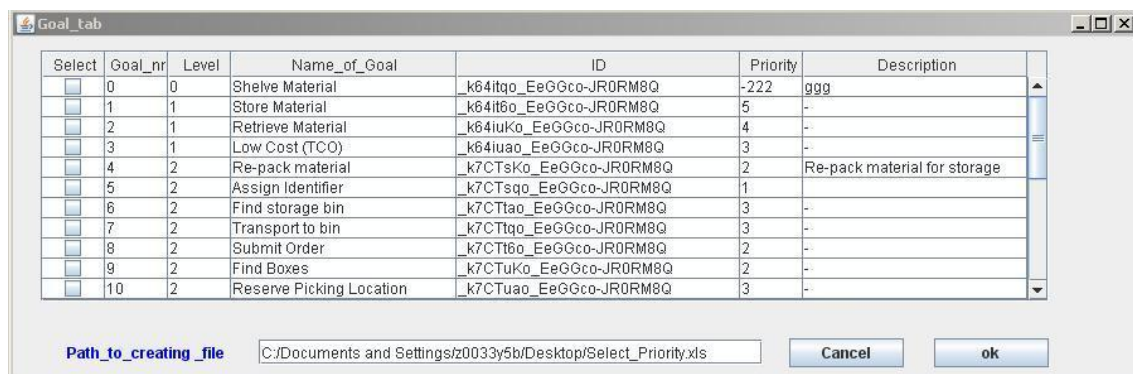 Goal_tab
Select Goal_nr Level Name_of_Goal ID Priority Description
0 0 Shelve Material _k64itqo_EeGGco-JR0RM8Q -222 ggg
1 1 Store Material _k64it6o_EeGGco-JR0RM8Q 5 -
2 1 Retrieve Material _k64iuKo_EeGGco-JR0RM8Q 4 -
3 1 Low Cost (TCO) _k64iuao_EeGGco-JR0RM8Q 3 -
4 2 Re-pack material _k7CTsKo_EeGGco-JR0RM8Q 2 Re-pack material for storage
5 2 Assign Identifier _k7CTsqo_EeGGco-JR0RM8Q 1
6 2 Find storage bin _k7CTtao_EeGGco-JR0RM8Q 3 -
7 2 Transport to bin _k7CTtqo_EeGGco-JR0RM8Q 3 -
8 2 Submit Order _k7CTt6o_EeGGco-JR0RM8Q 2 -
9 2 Find Boxes _k7CTuKo_EeGGco-JR0RM8Q 2 -
10 2 Reserve Picking Location _k7CTuao_EeGGco-JR0RM8Q 3 -
Path_to_creating _file C:/Documents and Settings/z0033y5b/Desktop/Select_Priority.xls Cancel ok